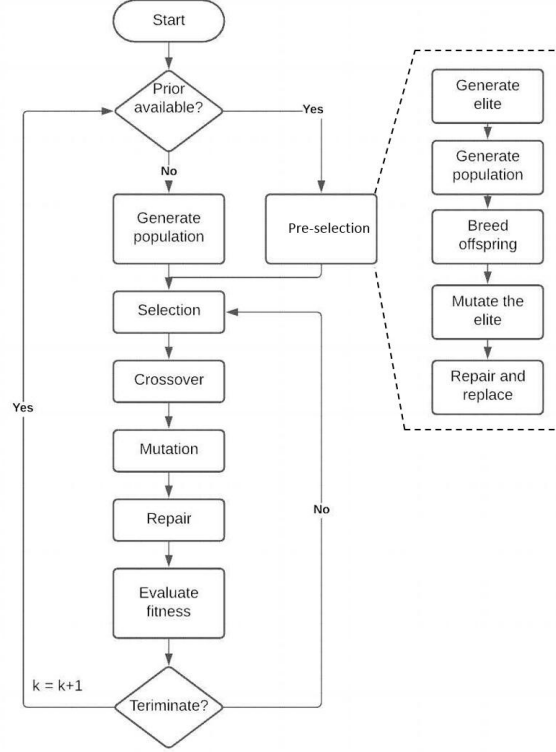 Start
Prior
available?
Yes
No
Generate
population
Pre-selection
Selection
Crossover
Mutation
Repair
Evaluate
fitness
Teriminate?
No
Yes
k = k+1
Generate
elite
Generate
population
Breed
offspring
Mutate the
elite
Repair and
replace